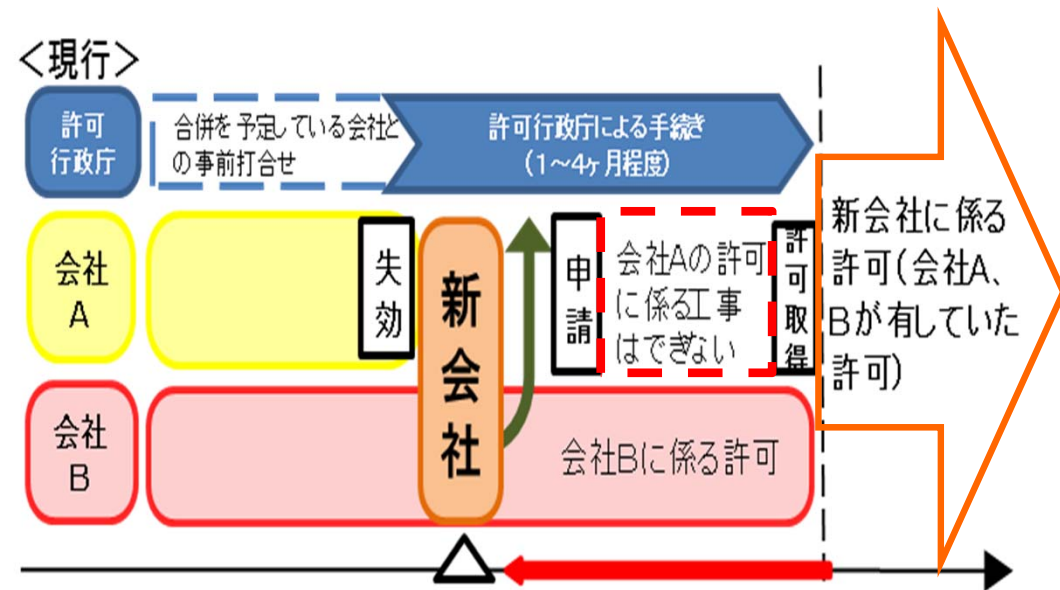 ＜現行＞
許可
行政庁
合併を予定している会社と
の事前打合せ
許可行政庁による手続き
(1～4ヶ月程度)
会社
A
失
効
新
会
社
申
請
会社Aの許可
に係る工事
はできない
許
可
取
得
新会社に係る
許可(会社A、
Bが有していた
許可)
会社
B
会社Bに係る許可